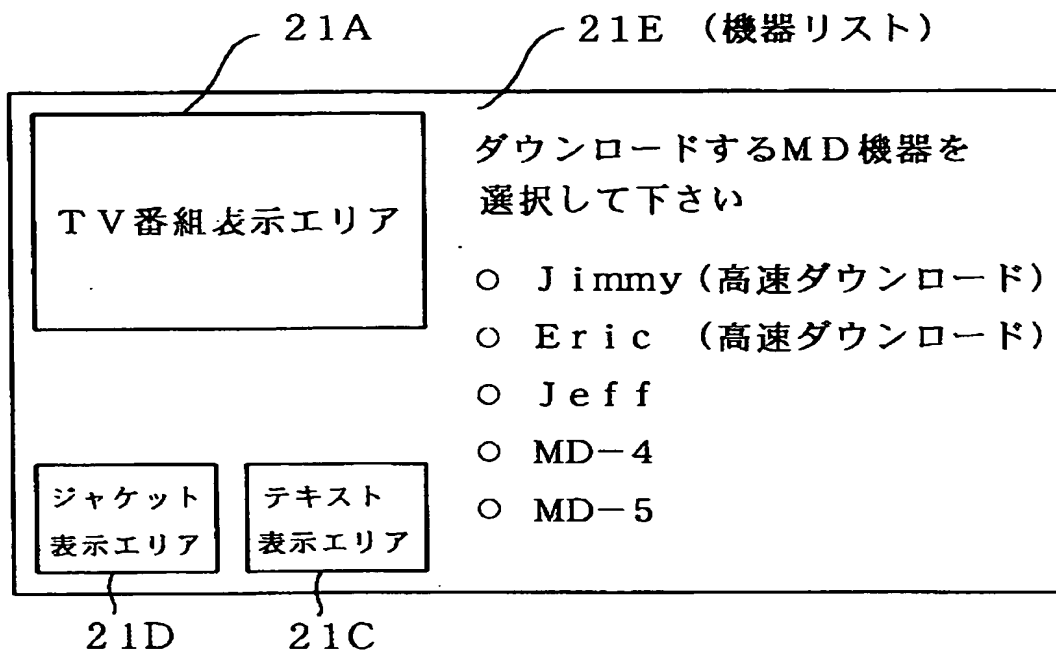 21A
21E (機器リスト)
TV番組表示エリア
ダウンロードするMD機器を
選択して下さい
○ Jimmy(高速ダウンロード)
○ Eric (高速ダウンロード)
○ Jeff
○ MD-4
○ MD-5
ジャケット
表示エリア
テキスト
表示エリア
21D
21C